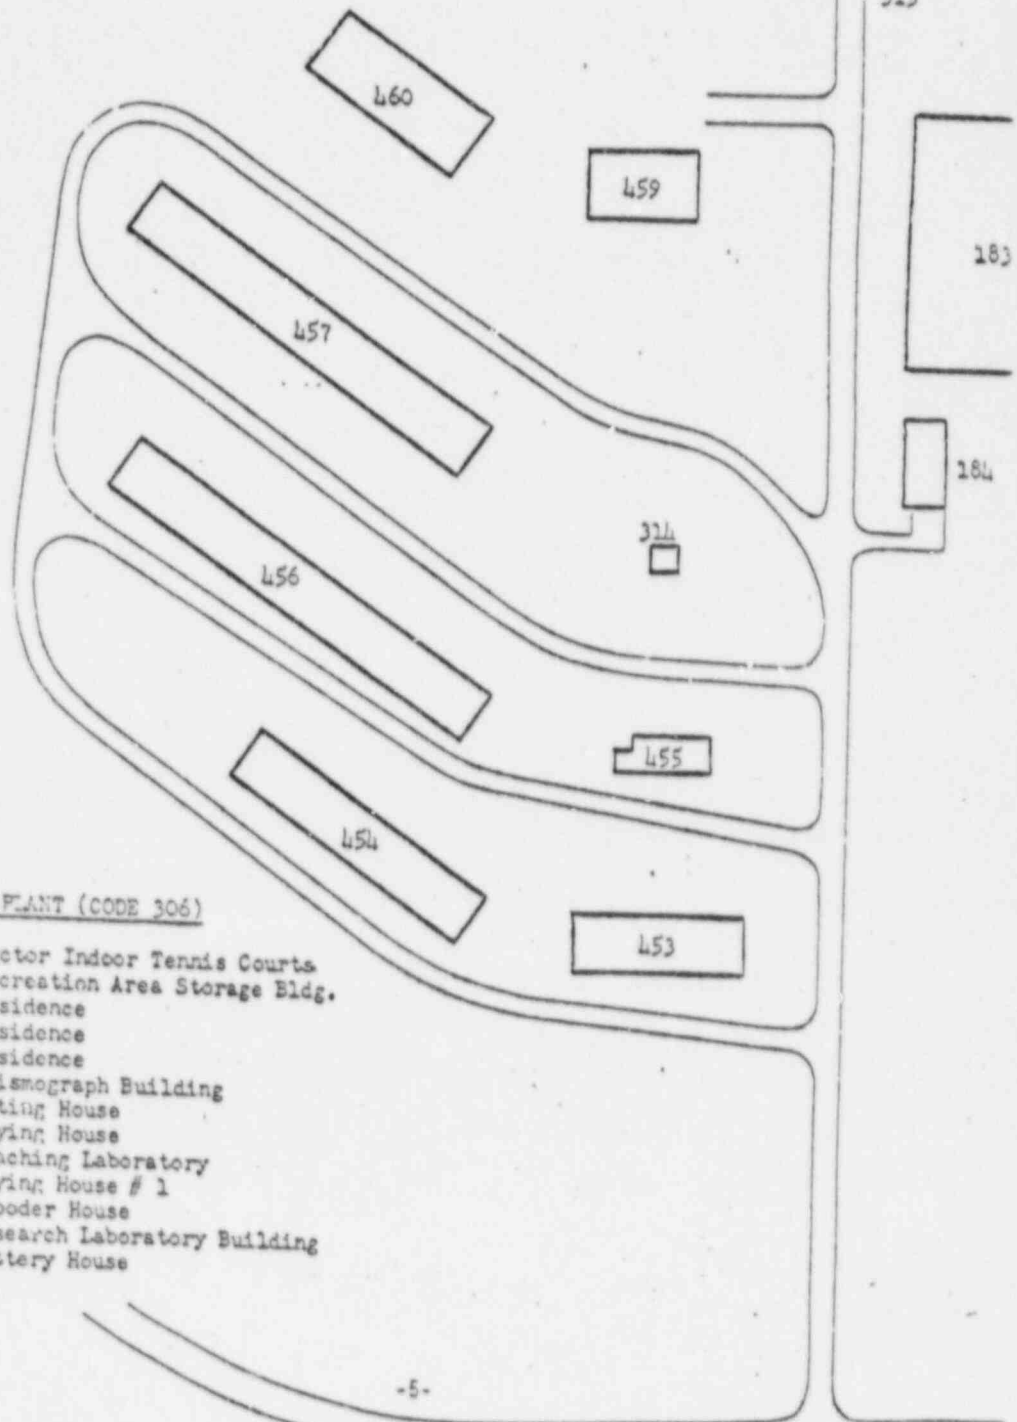 460
459
183
457
184
314
456
455
454
PLANT (CODE 306)
453
ctor Indoor Tennis Courts
creation Area Storage Bldg.
sidence
sidence
sidence
ismograph Building
ting House
ying House
aching Laboratory
ying House # 1
ooder House
search Laboratory Building
ttery House
-5-